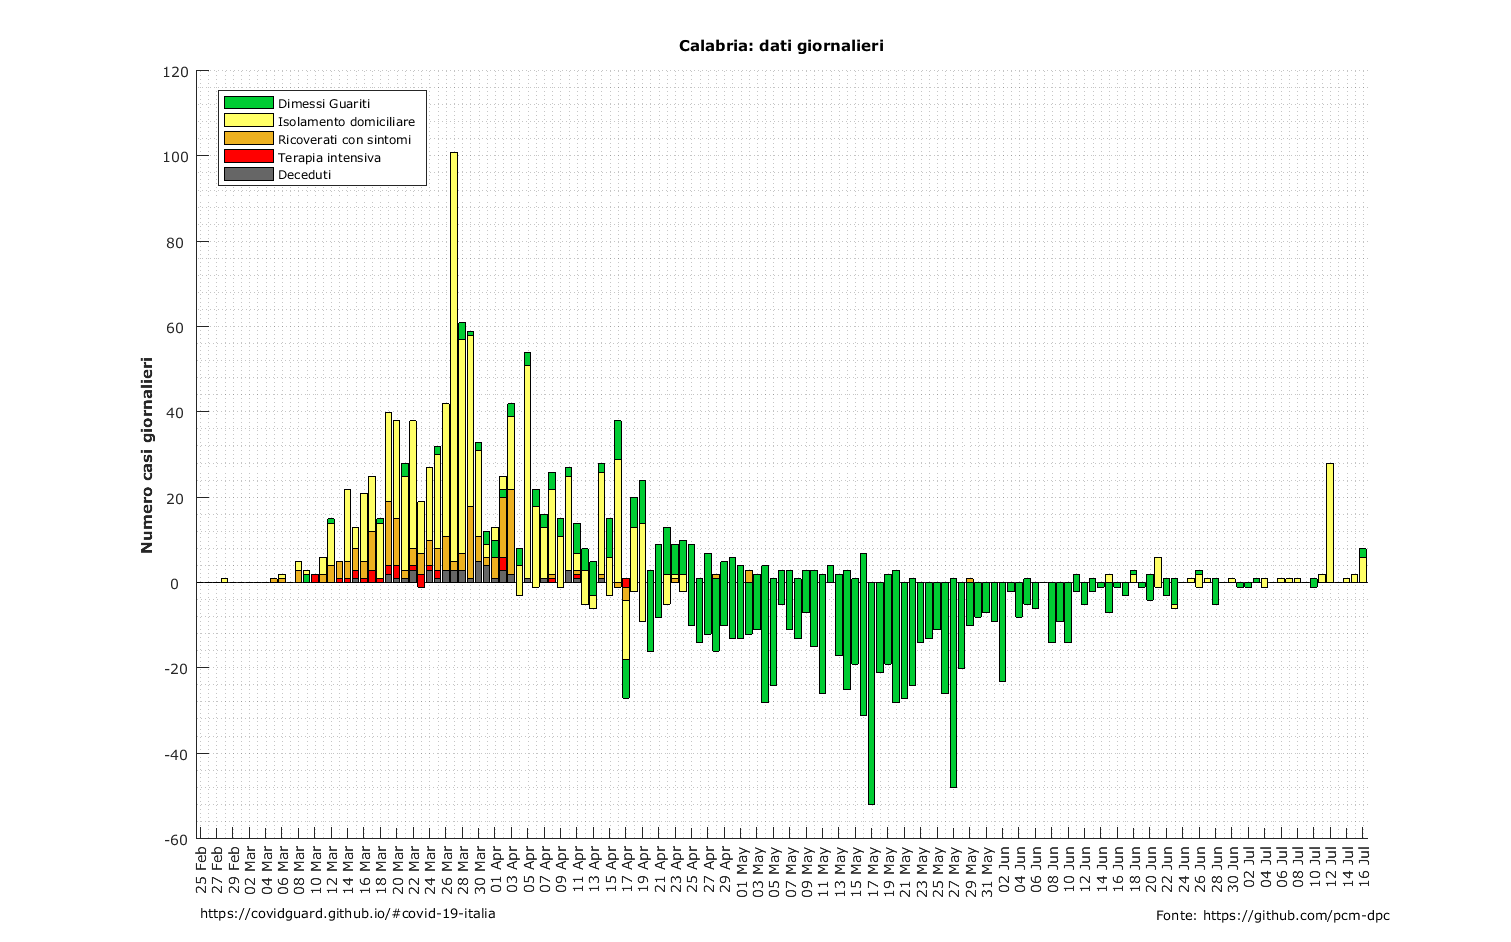 Calabria: dati giornalieri
Dimessi Guariti
Isolamento domiciliare
Ricoverati con sintomi
Terapia intensiva
Deceduti
Numero casi giornalieri
120
100
80
60
40
20
0
-20
-40
-60
25 Feb
27 Feb
29 Feb
02 Mar
04 Mar
06 Mar
08 Mar
10 Mar
12 Mar
14 Mar
16 Mar
18 Mar
20 Mar
22 Mar
24 Mar
26 Mar
28 Mar
30 Mar
01 Apr
03 Apr
05 Apr
07 Apr
09 Apr
11 Apr
13 Apr
15 Apr
17 Apr
19 Apr
21 Apr
23 Apr
25 Apr
27 Apr
29 Apr
01 May
03 May
05 May
07 May
09 May
11 May
13 May
15 May
17 May
19 May
21 May
23 May
25 May
27 May
29 May
31 May
02 Jun
04 Jun
06 Jun
08 Jun
10 Jun
12 Jun
14 Jun
16 Jun
18 Jun
20 Jun
22 Jun
24 Jun
26 Jun
28 Jun
30 Jun
02 Jul
04 Jul
06 Jul
08 Jul
10 Jul
12 Jul
14 Jul
16 Jul
https://covidguard.github.io/#covid-19-italia
Fonte: https://github.com/pcm-dpc